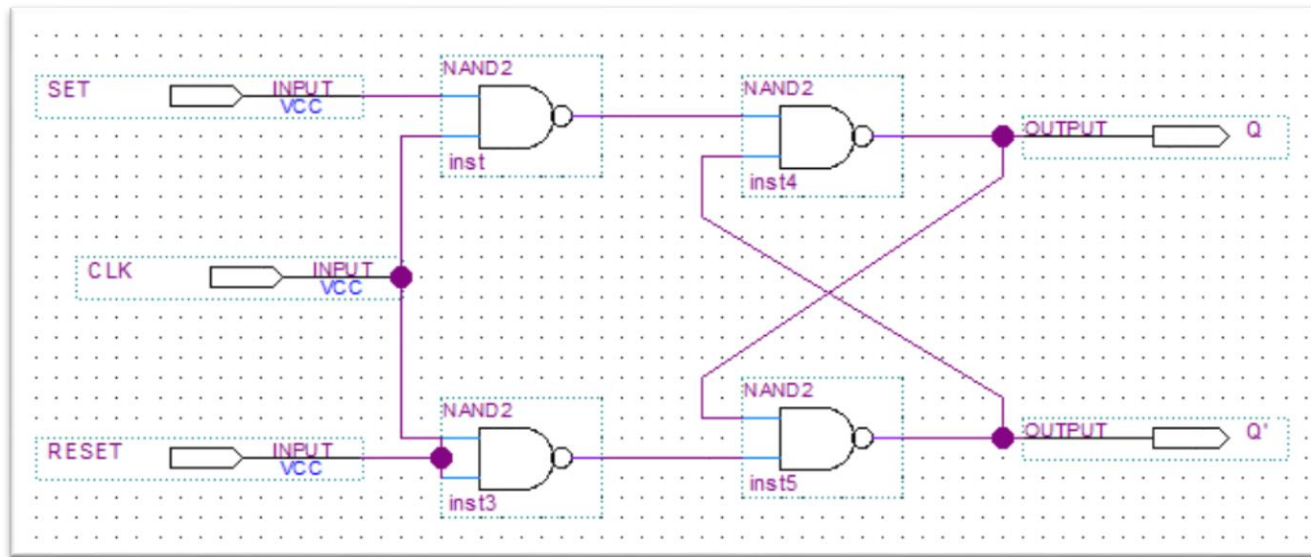 NAND2
SET INPUT
VCC
inst
NAND2
inst4
OUTPUT Q
CLK INPUT
VCC
NAND2
RESET INPUT
VCC
inst3
NAND2
inst5
OUTPUT Q'